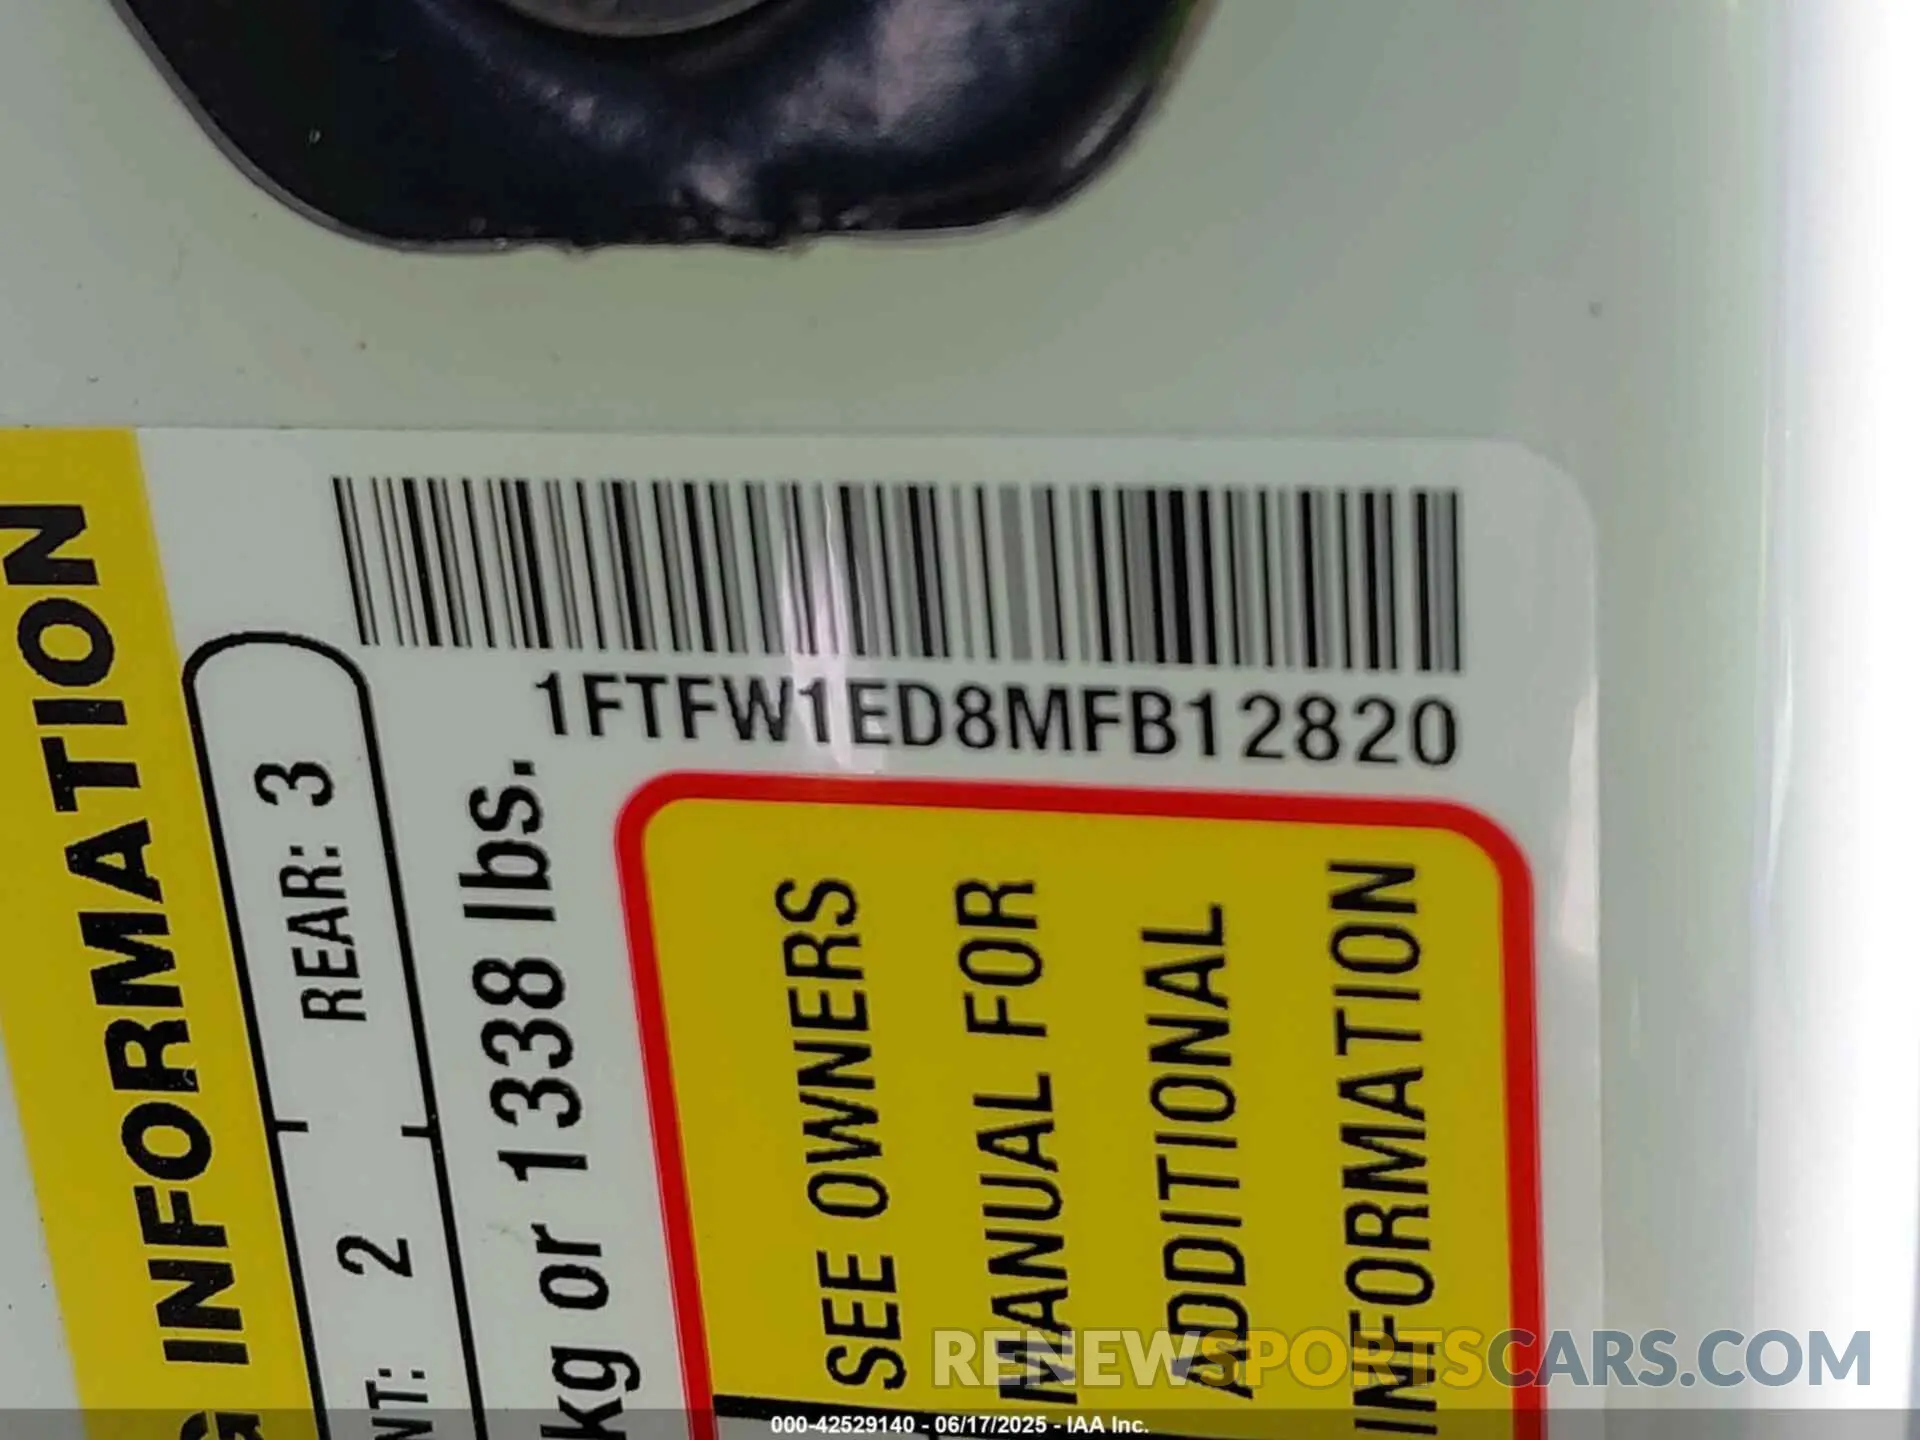 1FTFW1ED8MFB12820
G INFORMATION
NT: 2 REAR: 3
kg or 1338 lbs.
SEE OWNERS
MANUAL FOR
ADDITIONAL
INFORMATION
RENEWSPORTSCARS.COM
000-42529140 - 06/17/2025 - IAA Inc.